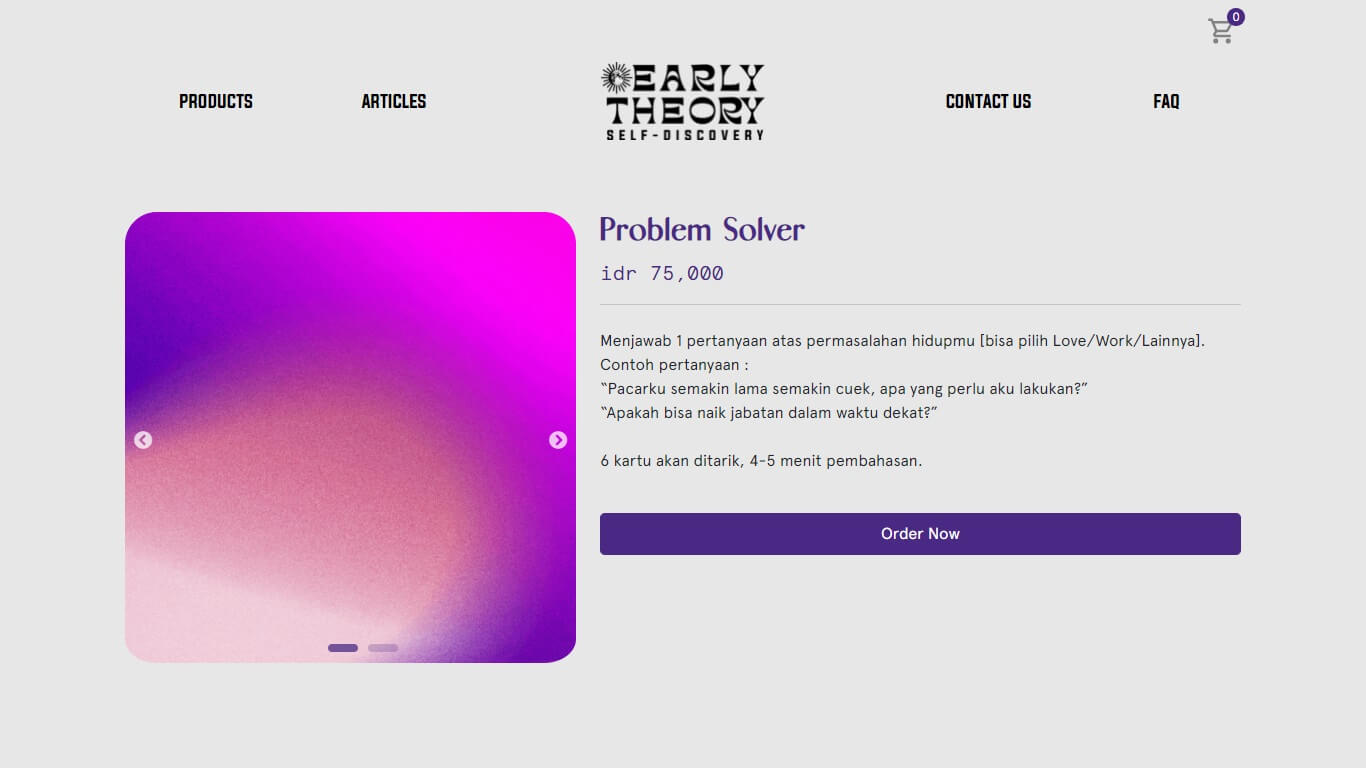 0
PRODUCTS
ARTICLES
EARLY
THEORY
SELF-DISCOVERY
CONTACT US
FAQ
Problem Solver
idr 75,000
Menjawab 1 pertanyaan atas permasalahan hidupmu [bisa pilih Love/Work/Lainnya].
Contoh pertanyaan :
“Pacarku semakin lama semakin cuek, apa yang perlu aku lakukan?”
“Apakah bisa naik jabatan dalam waktu dekat?”
6 kartu akan ditarik, 4-5 menit pembahasan.
Order Now